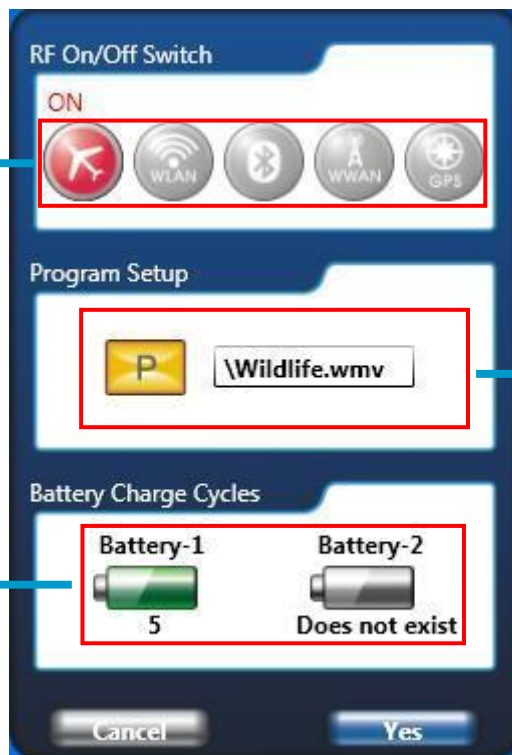 RF On/Off Switch
ON
WLAN
WWAN
GPS
Program Setup
P
\Wildlife.wmv
Battery Charge Cycles
Battery-1 Battery-2
5 Does not exist
Cancel Yes